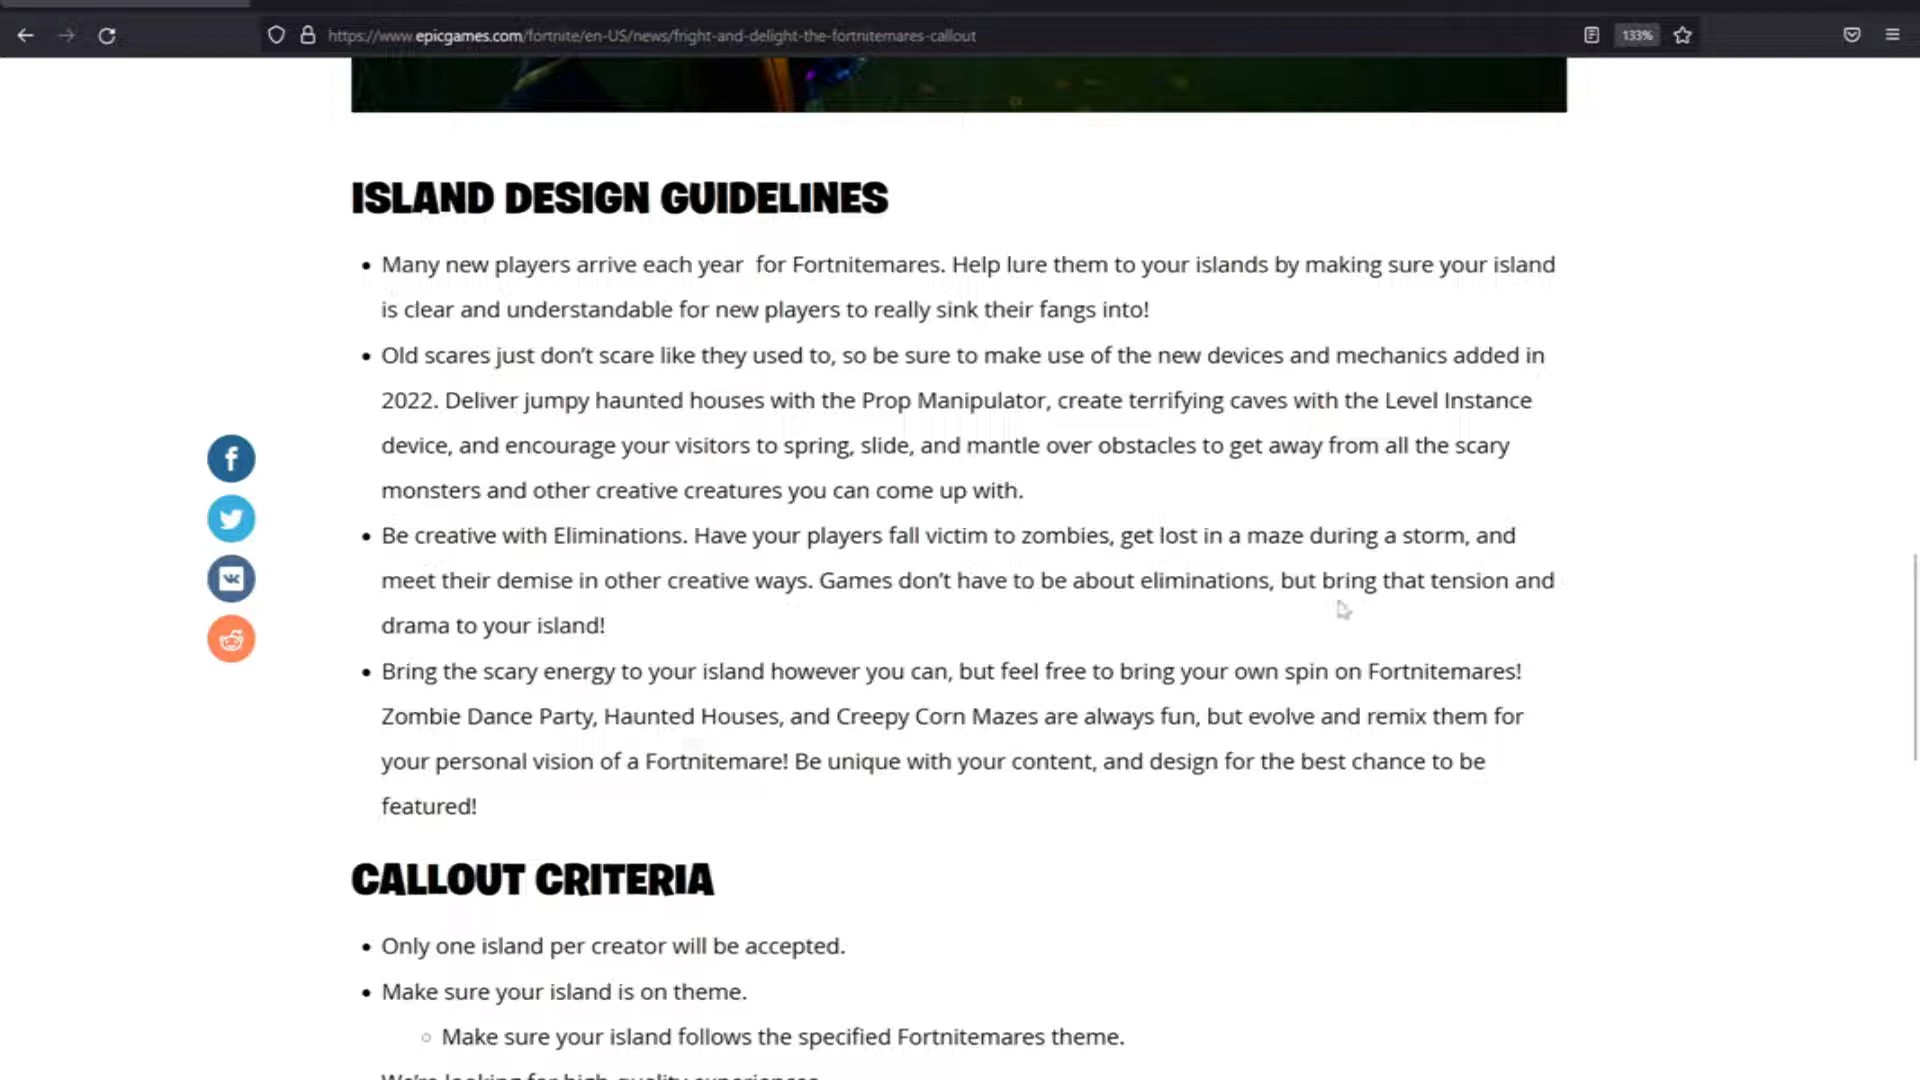 https://www.epicgames.com/fortnite/en-US/news/fright-and-delight-the-fortnitemares-callout
133%
ISLAND DESIGN GUIDELINES
• Many new players arrive each year  for Fortnitemares. Help lure them to your islands by making sure your island
is clear and understandable for new players to really sink their fangs into!
• Old scares just don’t scare like they used to, so be sure to make use of the new devices and mechanics added in
2022. Deliver jumpy haunted houses with the Prop Manipulator, create terrifying caves with the Level Instance
device, and encourage your visitors to spring, slide, and mantle over obstacles to get away from all the scary
monsters and other creative creatures you can come up with.
• Be creative with Eliminations. Have your players fall victim to zombies, get lost in a maze during a storm, and
meet their demise in other creative ways. Games don’t have to be about eliminations, but bring that tension and
drama to your island!
• Bring the scary energy to your island however you can, but feel free to bring your own spin on Fortnitemares!
Zombie Dance Party, Haunted Houses, and Creepy Corn Mazes are always fun, but evolve and remix them for
your personal vision of a Fortnitemare! Be unique with your content, and design for the best chance to be
featured!
CALLOUT CRITERIA
• Only one island per creator will be accepted.
• Make sure your island is on theme.
◦ Make sure your island follows the specified Fortnitemares theme.
We’re looking for high-quality experiences